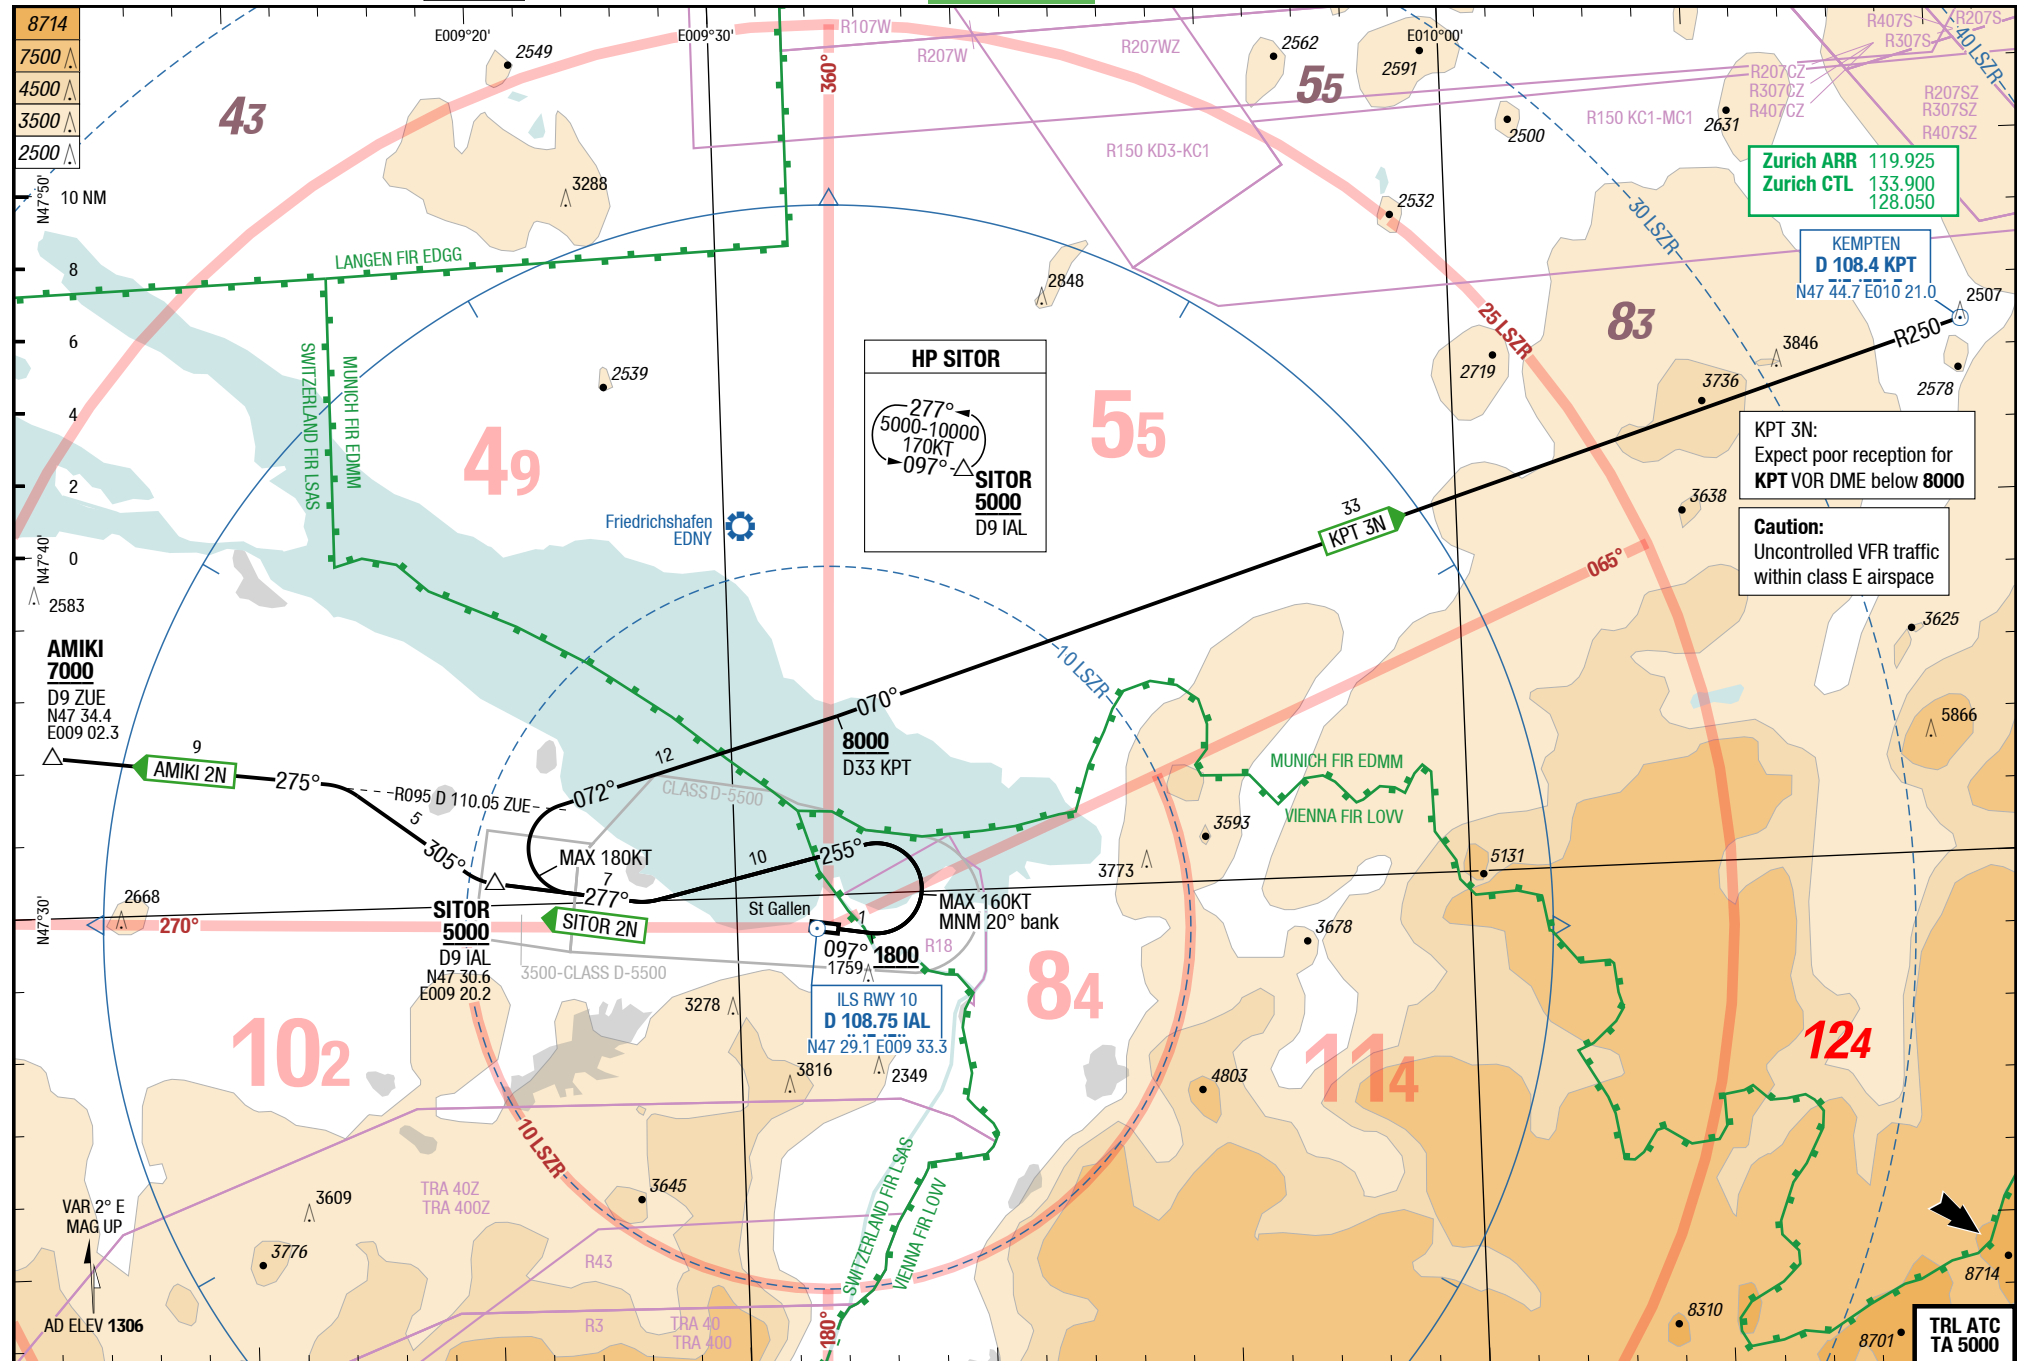 8714
7500
4500
3500
2500
E009°20'
E009°30'
E010°00'
2549
2562
2591
R107W
R207W
R207WZ
R407S
R207S
R307S
40 LSZR
R207CZ
R307CZ
R407CZ
R207SZ
R307SZ
R407SZ
43
55
360°
2500
2631
R150 KC1-MC1
R150 KD3-KC1
Zurich ARR 119.925
Zurich CTL 133.900
128.050
N47°50'
10 NM
8
6
4
2
0
3288
2532
30 LSZR
KEMPTEN
D 108.4 KPT
N47 44.7 E010 21.0
2507
LANGEN FIR EDGG
2848
83
25 LSZR
R250
3846
2719
3736
2578
SWITZERLAND FIR LSAS
MUNICH FIR EDMM
2539
HP SITOR
277°
5000-10000
170KT
097°
SITOR
5000
D9 IAL
49
55
KPT 3N:
Expect poor reception for
KPT VOR DME below 8000
Friedrichshafen
EDNY
33
KPT 3N
3638
Caution:
Uncontrolled VFR traffic
within class E airspace
N47°40'
2583
065°
3625
AMIKI
7000
D9 ZUE
N47 34.4
E009 02.3
10 LSZR
070°
8000
D33 KPT
5866
9
AMIKI 2N
275°
R095 D 110.05 ZUE
072°
12
CLASS D-5500
MUNICH FIR EDMM
VIENNA FIR LOVV
5
305°
MAX 180KT
7
277°
10
255°
3593
3773
5131
2668
N47°30'
270°
SITOR
5000
D9 IAL
N47 30.6
E009 20.2
SITOR 2N
St Gallen
1
097°
1800
1759
MAX 160KT
MNM 20° bank
R18
3678
3500-CLASS D-5500
ILS RWY 10
D 108.75 IAL
N47 29.1 E009 33.3
84
3278
102
114
124
3816
2349
4803
10 LSZR
SWITZERLAND FIR LSAS
VIENNA FIR LOVV
TRA 40Z
TRA 400Z
3645
3609
VAR 2° E
MAG UP
3776
R43
8714
AD ELEV 1306
R3
TRA 40
TRA 400
180°
8310
8701
TRL ATC
TA 5000